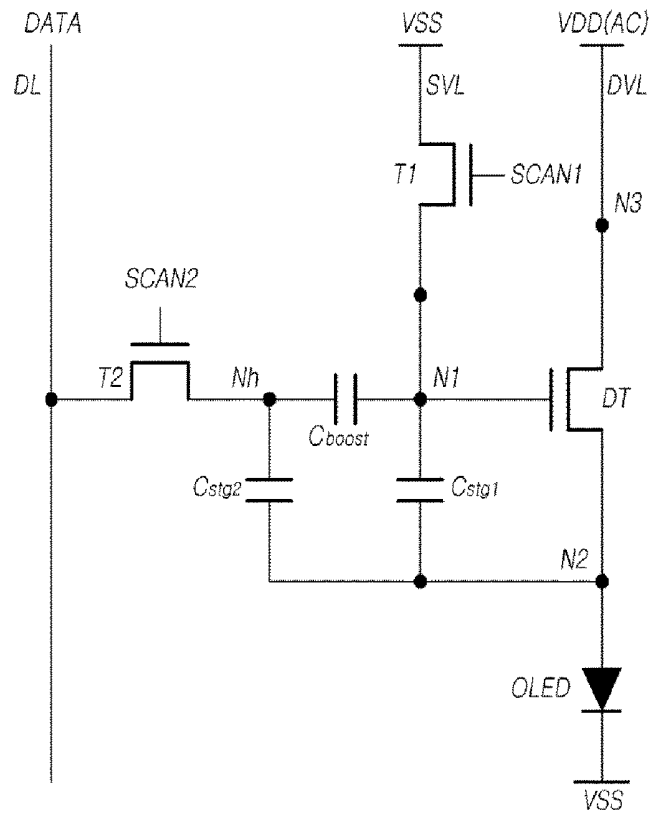 DATA
VSS
VDD(AC)
DL
SVL
DVL
T1
SCAN1
N3
SCAN2
T2
Nh
N1
DT
Cboost
Cstg2
Cstg1
N2
OLED
VSS